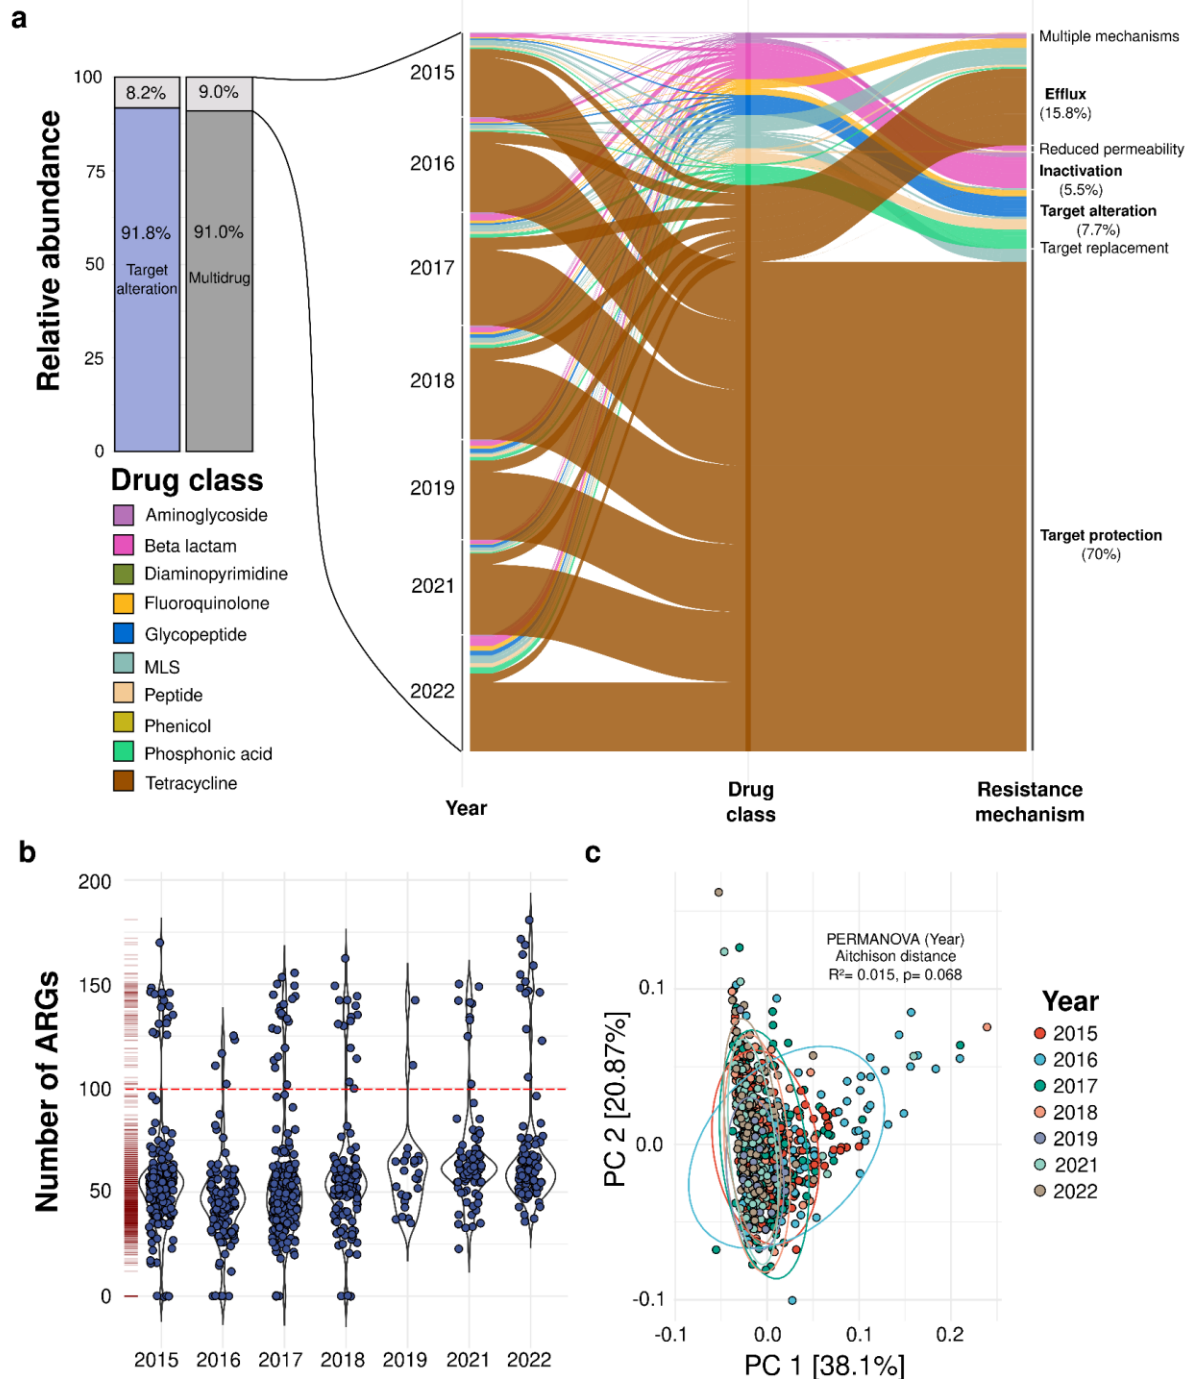 a
Relative abundance
100
75
50
25
0
8.2%
9.0%
91.8%
Target
alteration
91.0%
Multidrug
Drug class
Aminoglycoside
Beta lactam
Diaminopyrimidine
Fluoroquinolone
Glycopeptide
MLS
Peptide
Phenicol
Phosphonic acid
Tetracycline
2015
2016
2017
2018
2019
2021
2022
Year
Drug
class
Resistance
mechanism
Multiple mechanisms
Efflux
(15.8%)
Reduced permeability
Inactivation
(5.5%)
Target alteration
(7.7%)
Target replacement
Target protection
(70%)
b
Number of ARGs
200
150
100
50
0
2015 2016 2017 2018 2019 2021 2022
c
PERMANOVA (Year)
Aitchison distance
R²= 0.015, p= 0.068
PC 2 [20.87%]
0.1
0.0
-0.1
-0.1 0.0 0.1 0.2
PC 1 [38.1%]
Year
2015
2016
2017
2018
2019
2021
2022